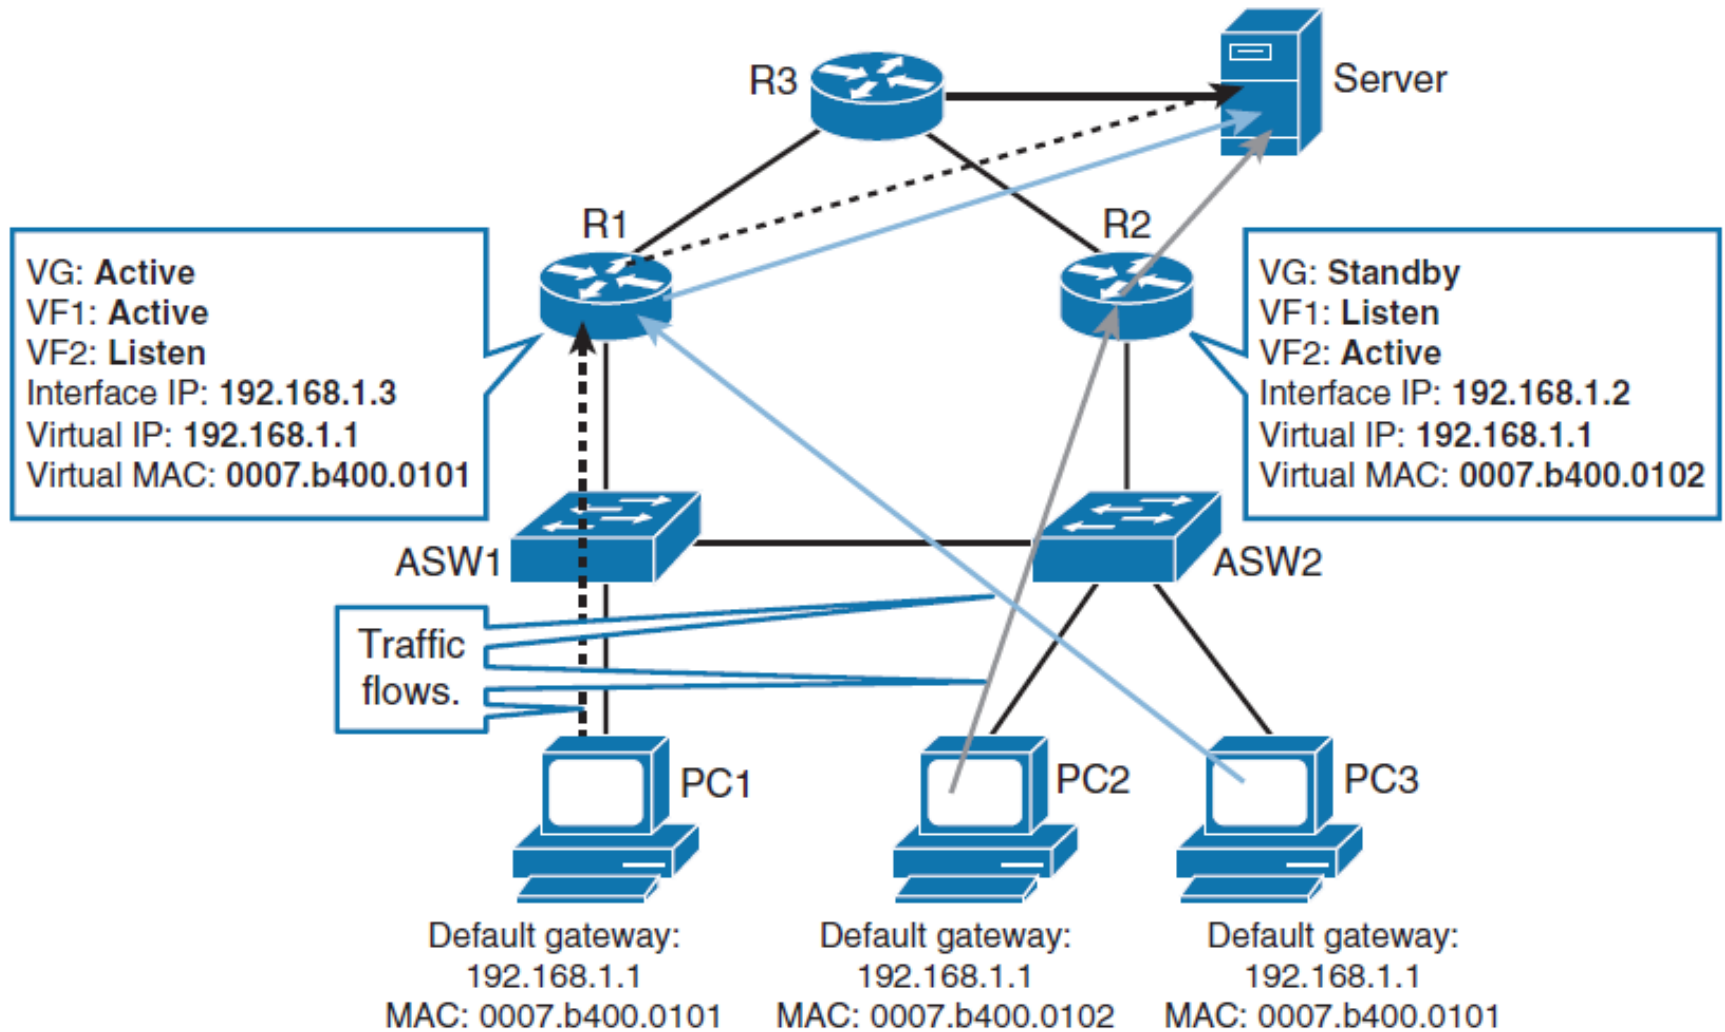 R3
Server
R1
R2
VG: Active
VF1: Active
VF2: Listen
Interface IP: 192.168.1.3
Virtual IP: 192.168.1.1
Virtual MAC: 0007.b400.0101
VG: Standby
VF1: Listen
VF2: Active
Interface IP: 192.168.1.2
Virtual IP: 192.168.1.1
Virtual MAC: 0007.b400.0102
ASW1
ASW2
Traffic
flows.
PC1
PC2
PC3
Default gateway:
192.168.1.1
MAC: 0007.b400.0101
Default gateway:
192.168.1.1
MAC: 0007.b400.0102
Default gateway:
192.168.1.1
MAC: 0007.b400.0101